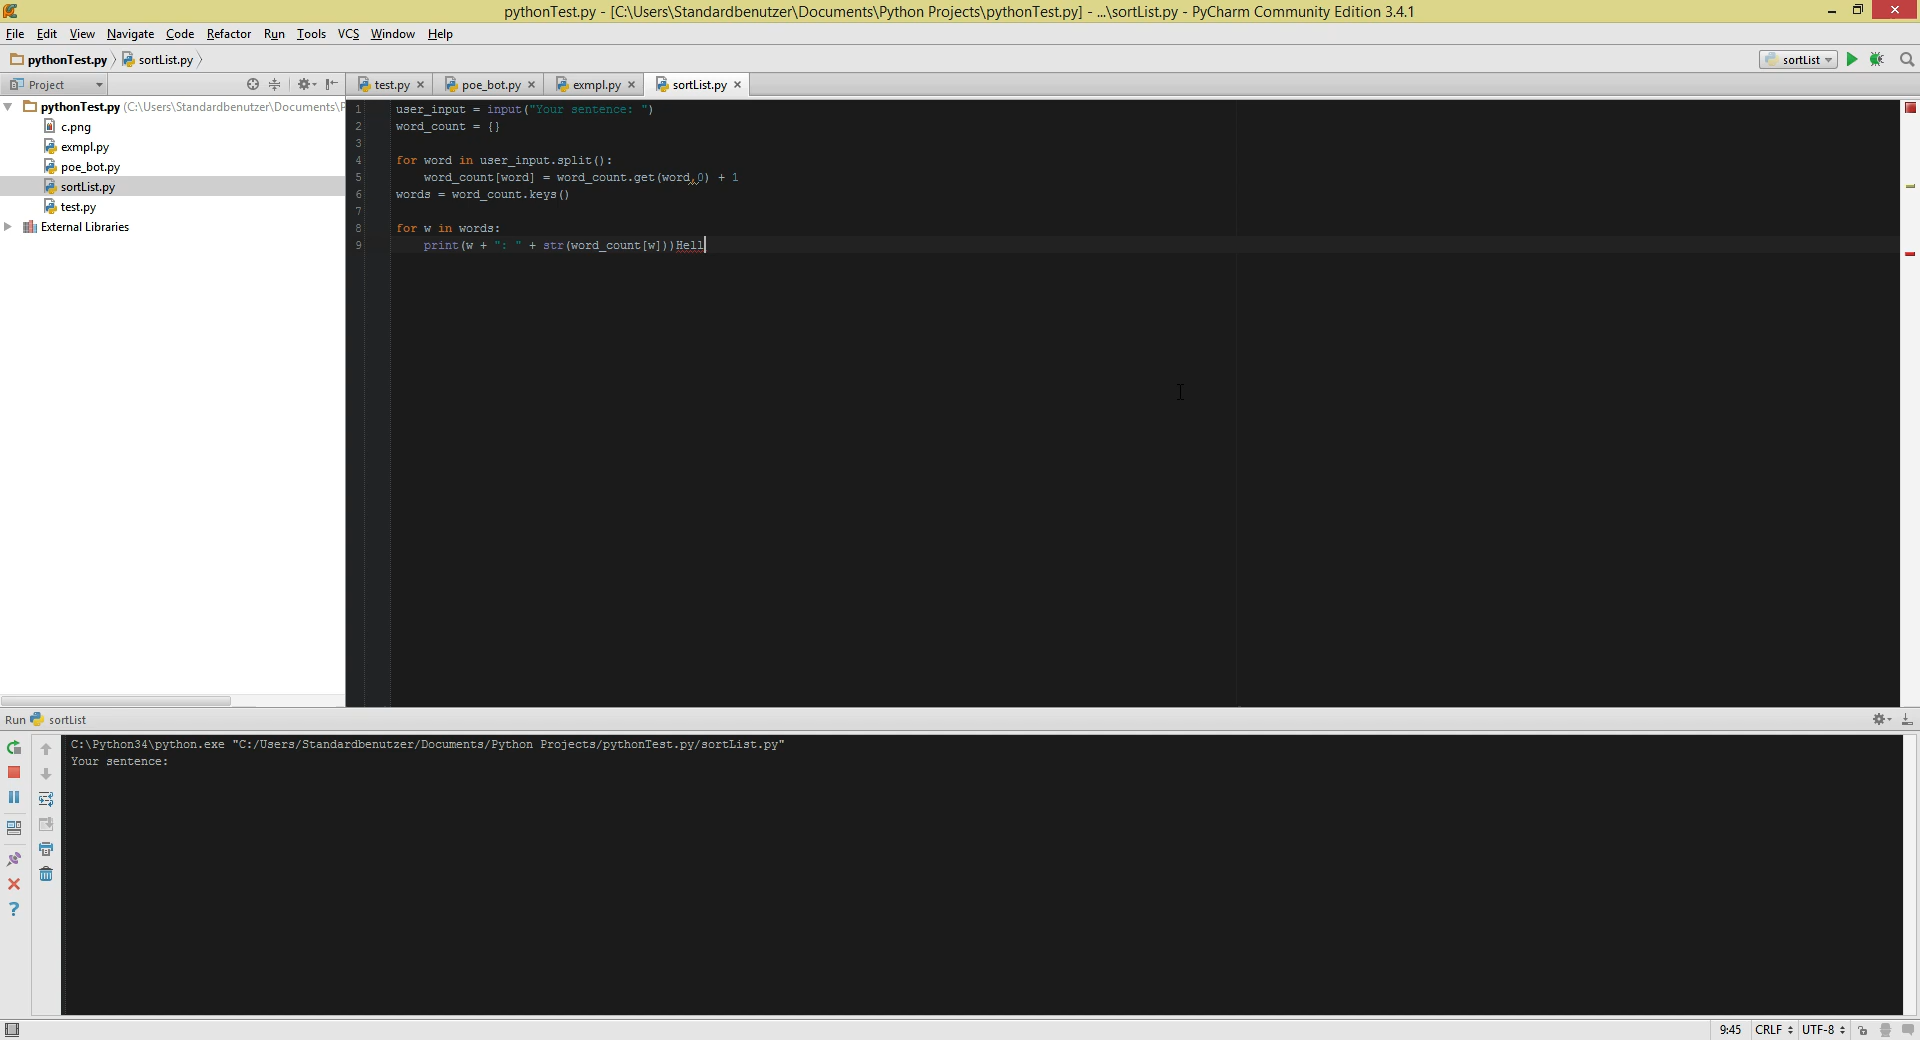 pythonTest.py - [C:\Users\Standardbenutzer\Documents\Python Projects\pythonTest.py] - ...\sortList.py - PyCharm Community Edition 3.4.1
File Edit View Navigate Code Refactor Run Tools VCS Window Help
pythonTest.py sortList.py
sortList
Project
test.py poe_bot.py exmpl.py sortList.py
pythonTest.py (C:\Users\Standardbenutzer\Documents\P
c.png
exmpl.py
poe_bot.py
sortList.py
test.py
External Libraries
1 user_input = input("Your sentence: ")
2 word_count = {}
3
4 for word in user_input.split():
5 word_count[word] = word_count.get(word,0) + 1
6 words = word_count.keys()
7
8 for w in words:
9 print(w + ": " + str(word_count[w]))Hell
Run sortList
C:\Python34\python.exe "C:/Users/Standardbenutzer/Documents/Python Projects/pythonTest.py/sortList.py"
Your sentence:
9:45 CRLF UTF-8